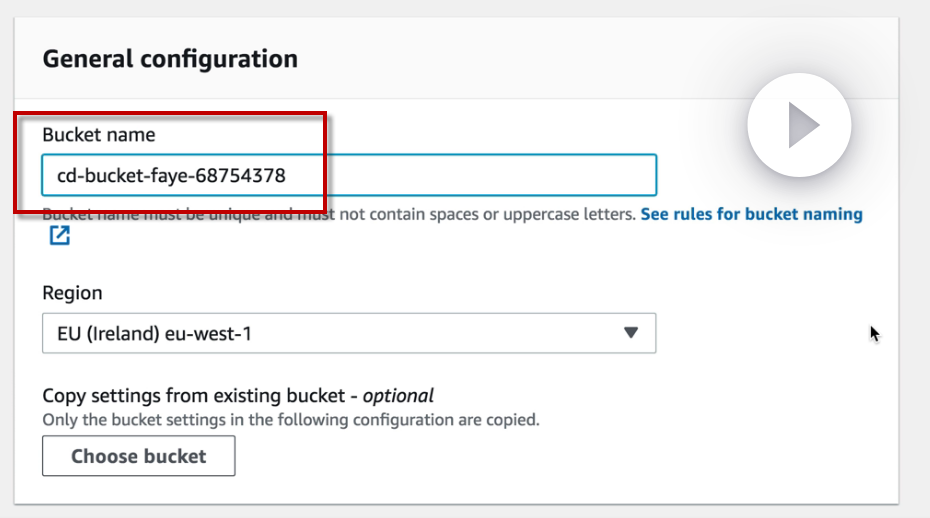 General configuration
Bucket name
cd-bucket-faye-68754378
Bucket name must be unique and must not contain spaces or uppercase letters. See rules for bucket naming
Region
EU (Ireland) eu-west-1
Copy settings from existing bucket - optional
Only the bucket settings in the following configuration are copied.
Choose bucket